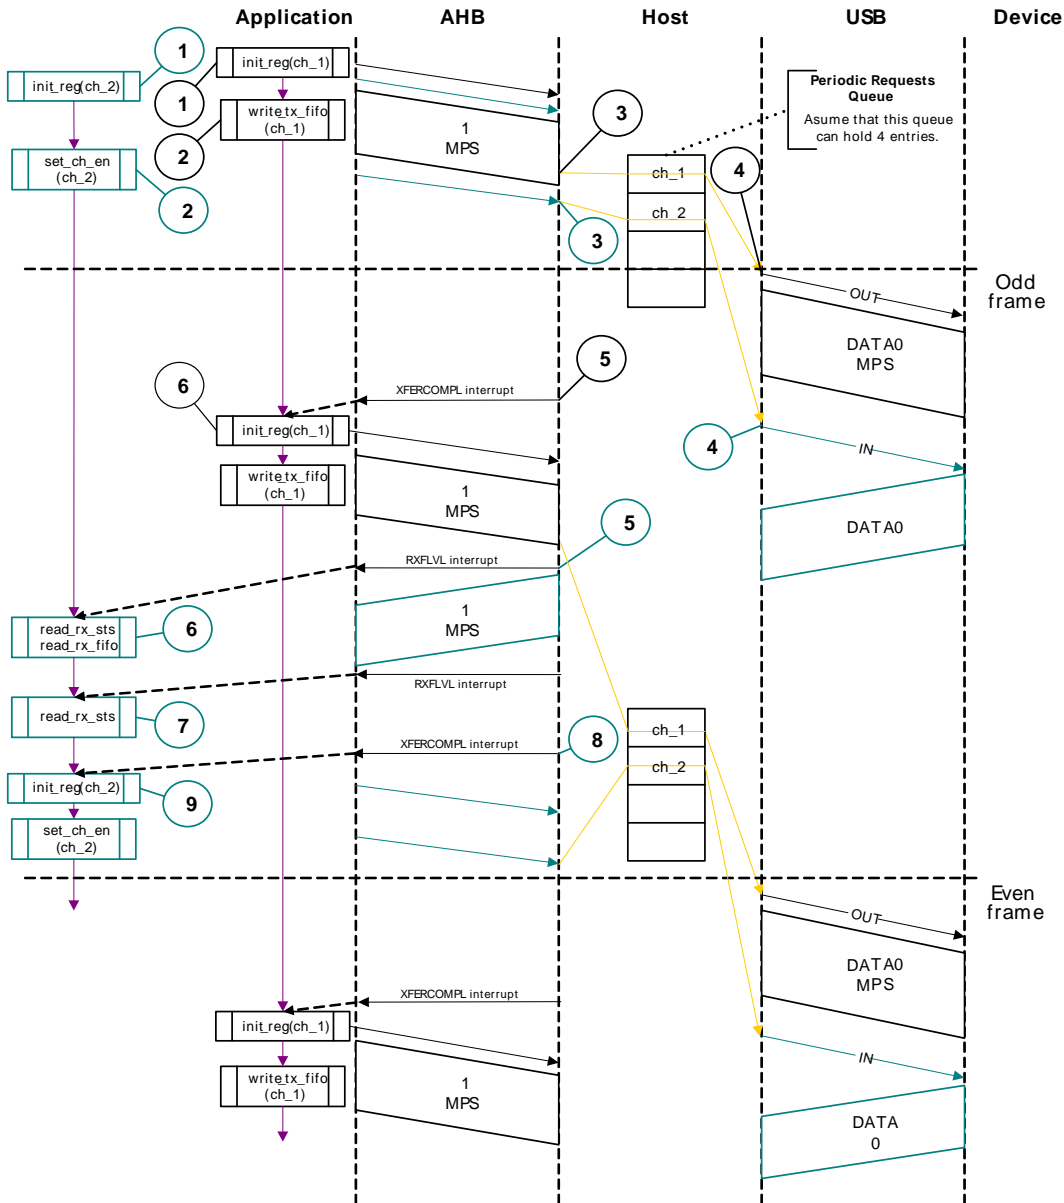 Application AHB Host USB Device
1
init_reg(ch_2)
set_ch_en
(ch_2)
2
init_reg(ch_1)
1
write_tx_fifo
(ch_1)
2
1
MPS
3
3
Periodic Requests
Queue
Asume that this queue
can hold 4 entries.
ch_1
ch_2
4
Odd
frame
OUT
DATA0
MPS
5
XFERCOMPL interrupt
6
init_reg(ch_1)
write_tx_fifo
(ch_1)
1
MPS
4
IN
DATA0
5
RXFLVL interrupt
1
MPS
read_rx_sts
read_rx_fifo
6
RXFLVL interrupt
read_rx_sts
7
XFERCOMPL interrupt
8
init_reg(ch_2)
9
set_ch_en
(ch_2)
ch_1
ch_2
Even
frame
OUT
DATA0
MPS
XFERCOMPL interrupt
init_reg(ch_1)
write_tx_fifo
(ch_1)
1
MPS
IN
DATA
0